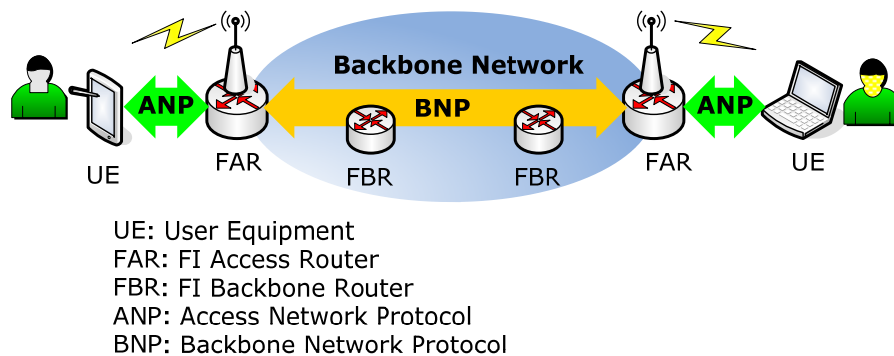 Backbone Network
ANP
BNP
ANP
UE
FAR
FBR
FBR
FAR
UE
UE: User Equipment
FAR: FI Access Router
FBR: FI Backbone Router
ANP: Access Network Protocol
BNP: Backbone Network Protocol